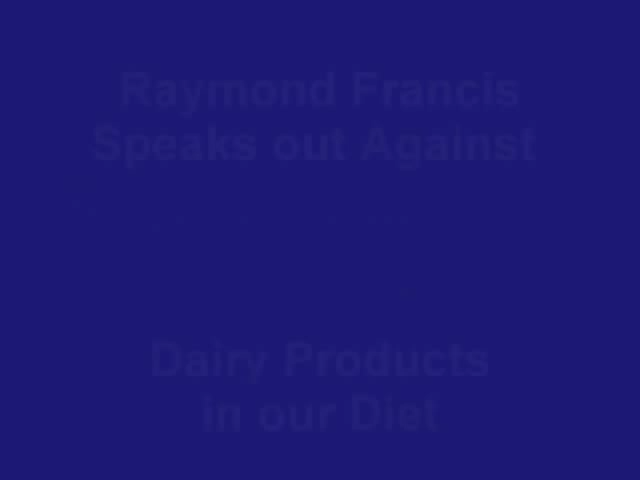 Raymond Francis
Speaks out Against
Dairy Products
in our Diet